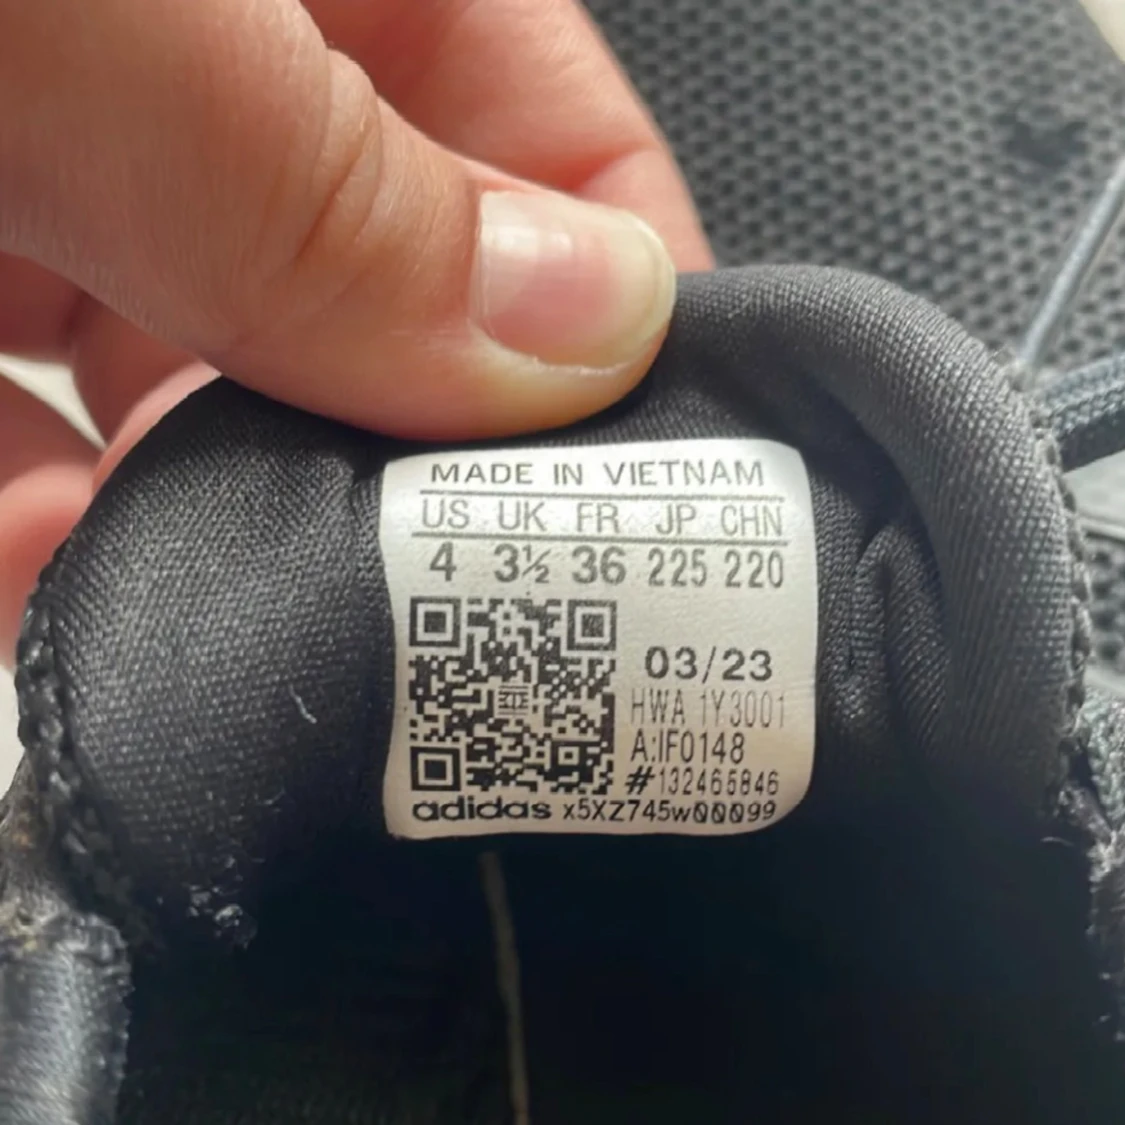 MADE IN VIETNAM
US UK FR JP CHN
4 3½ 36 225 220
03/23
HWA 1Y3001
A:IF0148
#132465846
adidas x5XZ745w00099